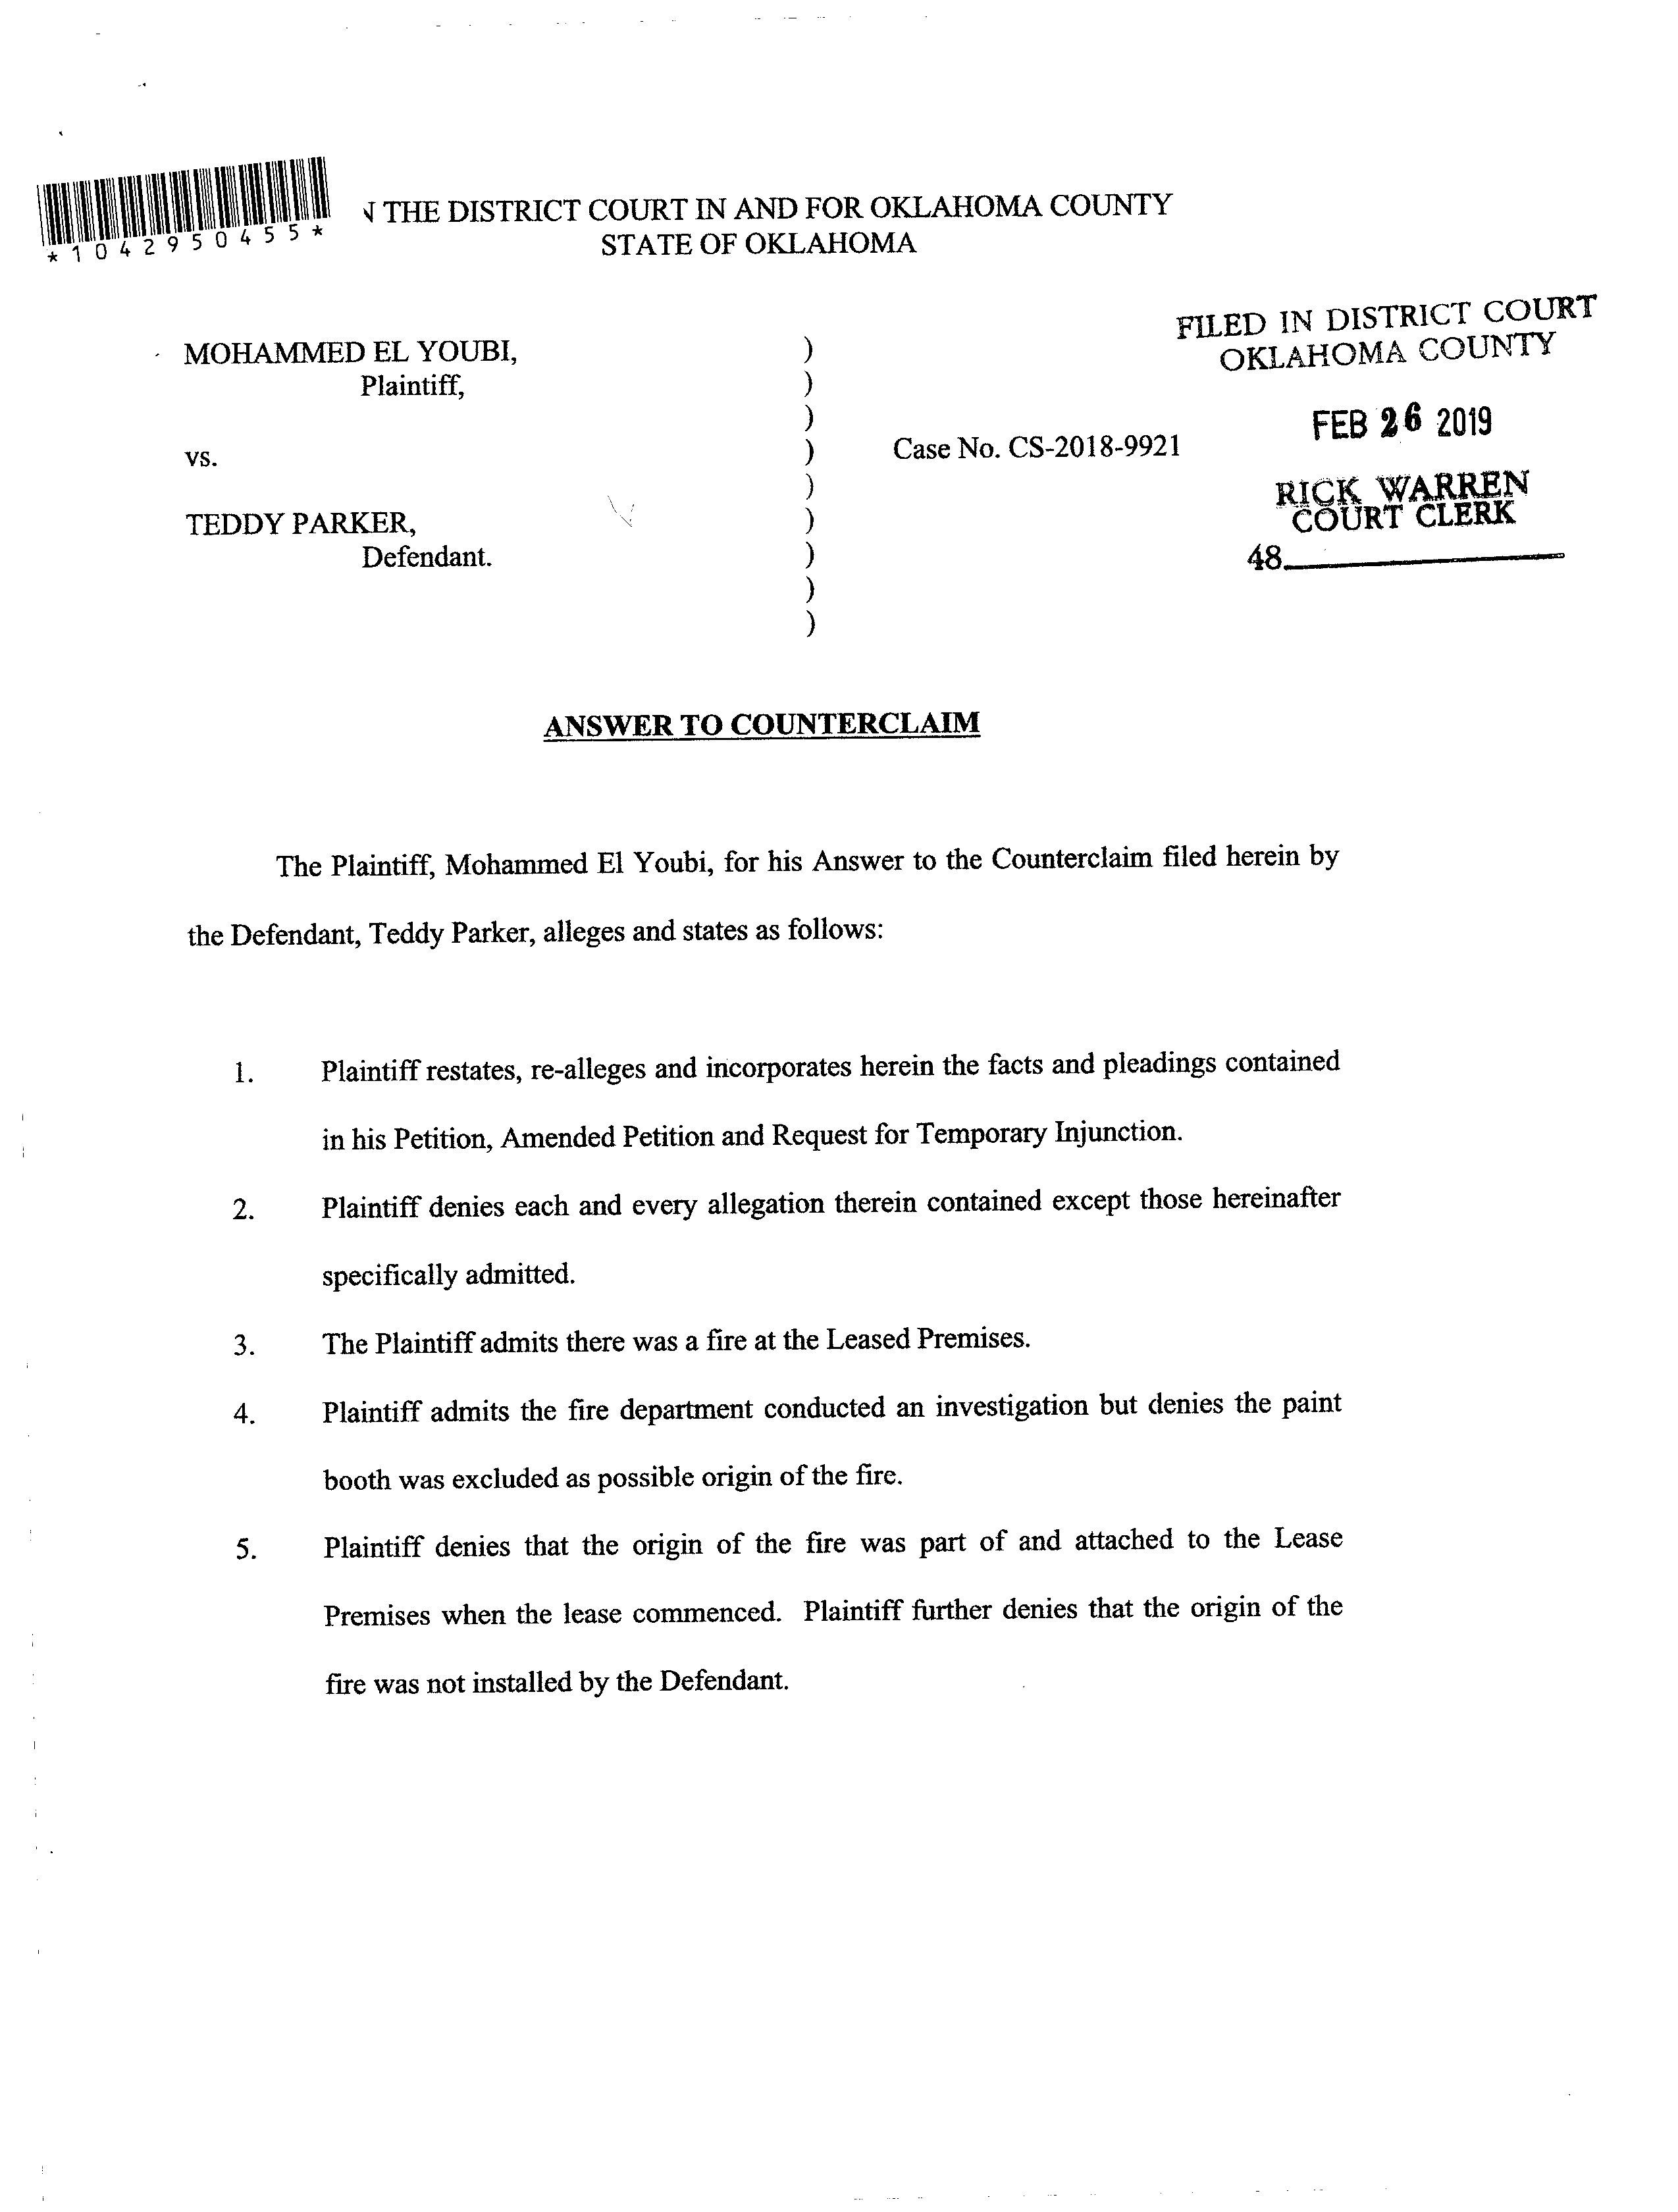 *1042950455*
N THE DISTRICT COURT IN AND FOR OKLAHOMA COUNTY
STATE OF OKLAHOMA
FILED IN DISTRICT COURT
OKLAHOMA COUNTY
FEB 26 2019
RICK WARREN
COURT CLERK
48
MOHAMMED EL YOUBI, )
Plaintiff, )
)
vs. ) Case No. CS-2018-9921
)
TEDDY PARKER, )
Defendant. )
)
)
ANSWER TO COUNTERCLAIM
The Plaintiff, Mohammed El Youbi, for his Answer to the Counterclaim filed herein by
the Defendant, Teddy Parker, alleges and states as follows:
1. Plaintiff restates, re-alleges and incorporates herein the facts and pleadings contained
in his Petition, Amended Petition and Request for Temporary Injunction.
2. Plaintiff denies each and every allegation therein contained except those hereinafter
specifically admitted.
3. The Plaintiff admits there was a fire at the Leased Premises.
4. Plaintiff admits the fire department conducted an investigation but denies the paint
booth was excluded as possible origin of the fire.
5. Plaintiff denies that the origin of the fire was part of and attached to the Lease
Premises when the lease commenced. Plaintiff further denies that the origin of the
fire was not installed by the Defendant.